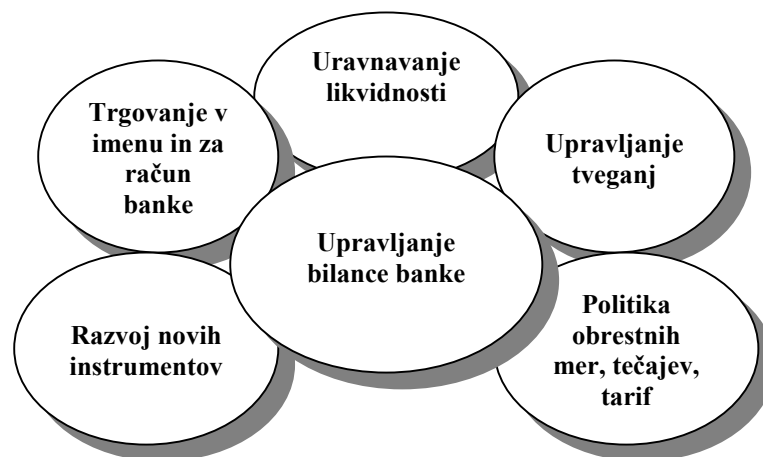 Uravnavanje
likvidnosti
Trgovanje v
imenu in za
račun
banke
Upravljanje
tveganj
Upravljanje
bilance banke
Razvoj novih
instrumentov
Politika
obrestnih
mer, tečajev,
tarif